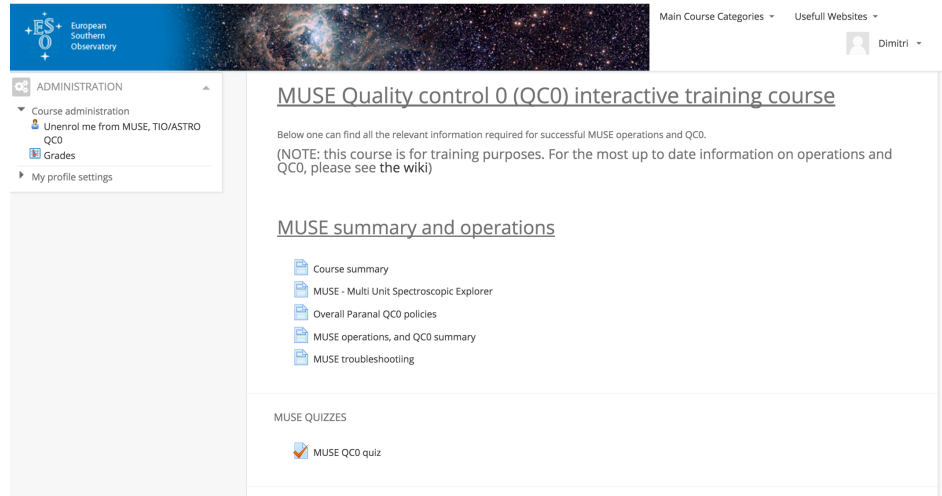 ESO
European
Southern
Observatory
Main Course Categories
Usefull Websites
Dimitri
ADMINISTRATION
Course administration
Unenrol me from MUSE, TIO/ASTRO
QC0
Grades
My profile settings
MUSE Quality control 0 (QC0) interactive training course
Below one can find all the relevant information required for successful MUSE operations and QC0.
(NOTE: this course is for training purposes. For the most up to date information on operations and
QC0, please see the wiki)
MUSE summary and operations
Course summary
MUSE - Multi Unit Spectroscopic Explorer
Overall Paranal QC0 policies
MUSE operations, and QC0 summary
MUSE troubleshootiing
MUSE QUIZZES
MUSE QC0 quiz